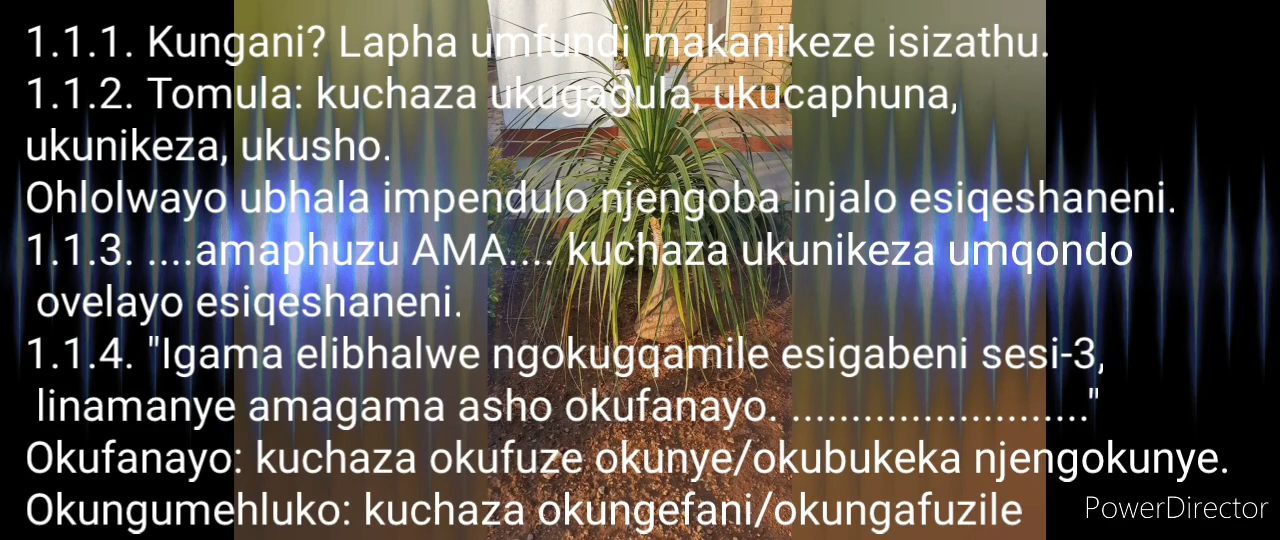 1.1.1. Kungani? Lapha umfundi makanikeze isizathu.
1.1.2. Tomula: kuchaza ukugagula, ukucaphuna,
ukunikeza, ukusho.
Ohlolwayo ubhala impendulo njengoba injalo esiqeshaneni.
1.1.3. ....amaphuzu AMA.... kuchaza ukunikeza umqondo
ovelayo esiqeshaneni.
1.1.4. "Igama elibhalwe ngokugqamile esigabeni sesi-3,
linamanye amagama asho okufanayo. ........................."
Okufanayo: kuchaza okufuze okunye/okubukeka njengokunye.
Okungumehluko: kuchaza okungefani/okungafuzile
PowerDirector